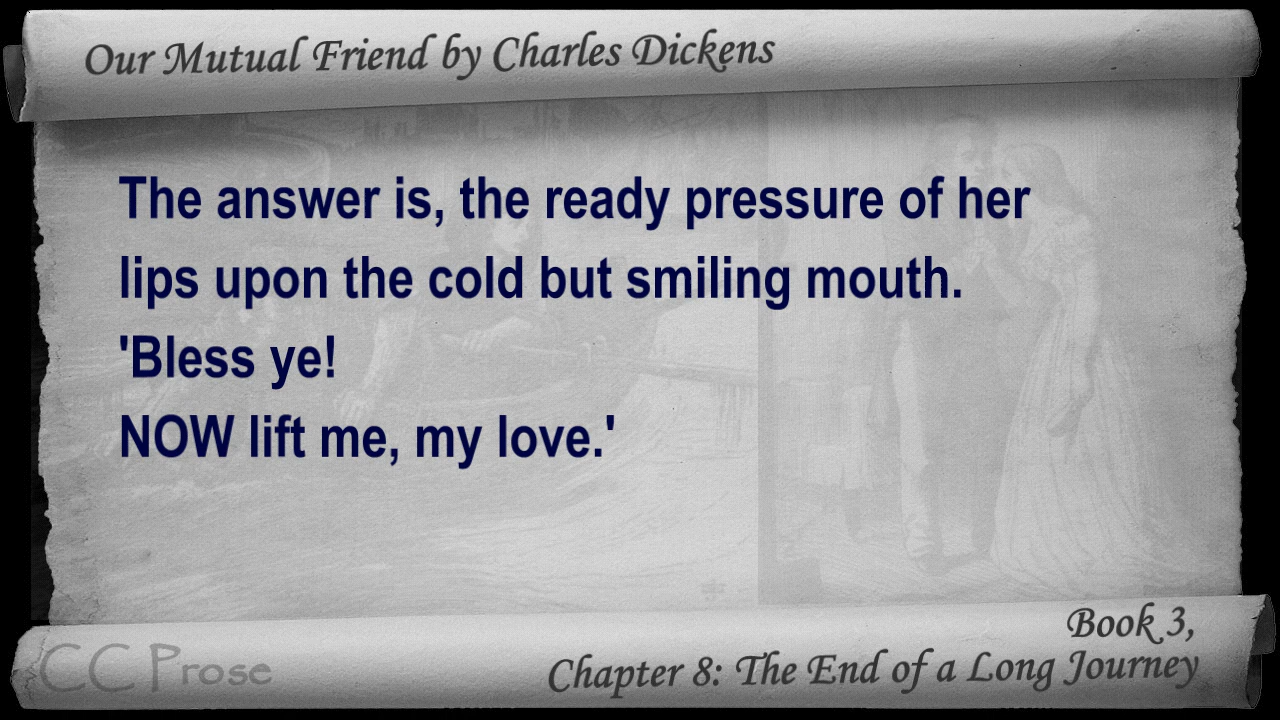 Our Mutual Friend by Charles Dickens
The answer is, the ready pressure of her
lips upon the cold but smiling mouth.
'Bless ye!
NOW lift me, my love.'
Book 3,
CC Prose
Chapter 8: The End of a Long Journey